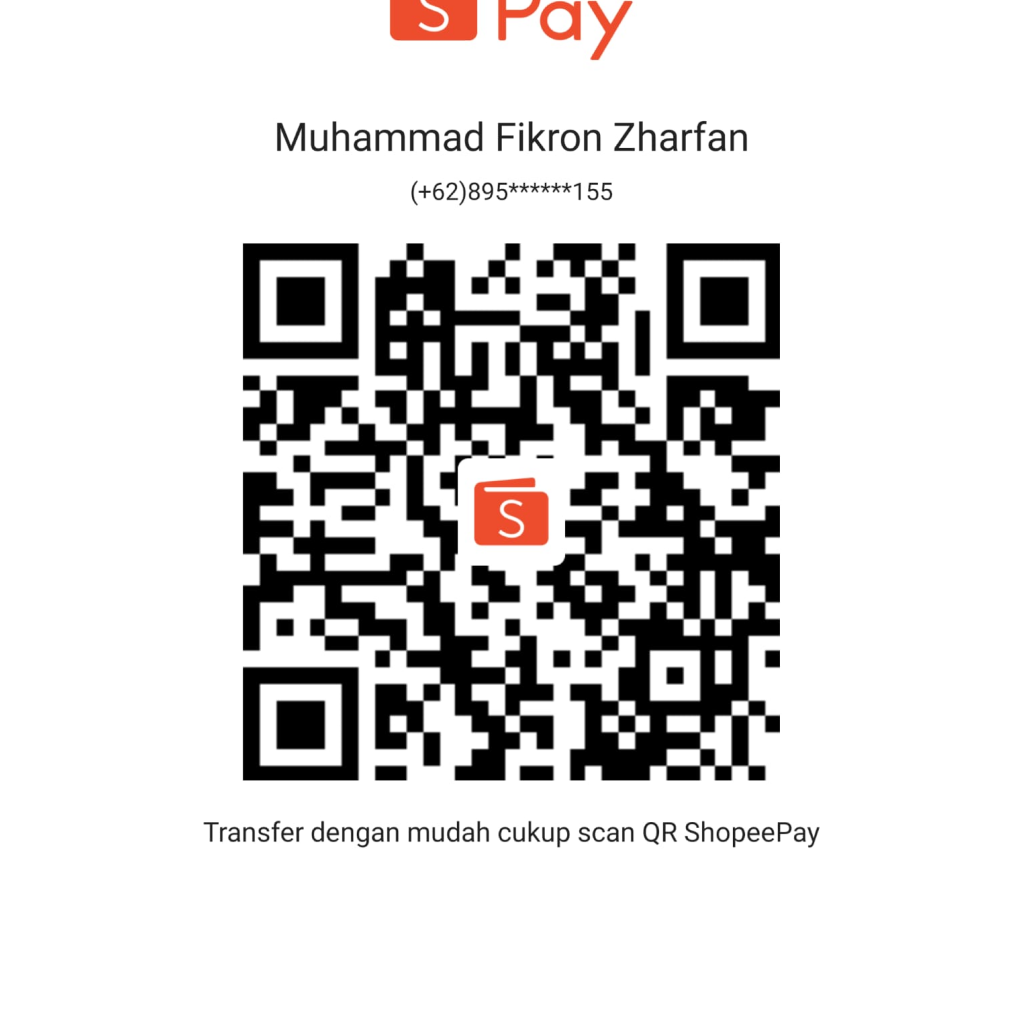 S Pay
Muhammad Fikron Zharfan
(+62)895******155
S
Transfer dengan mudah cukup scan QR ShopeePay